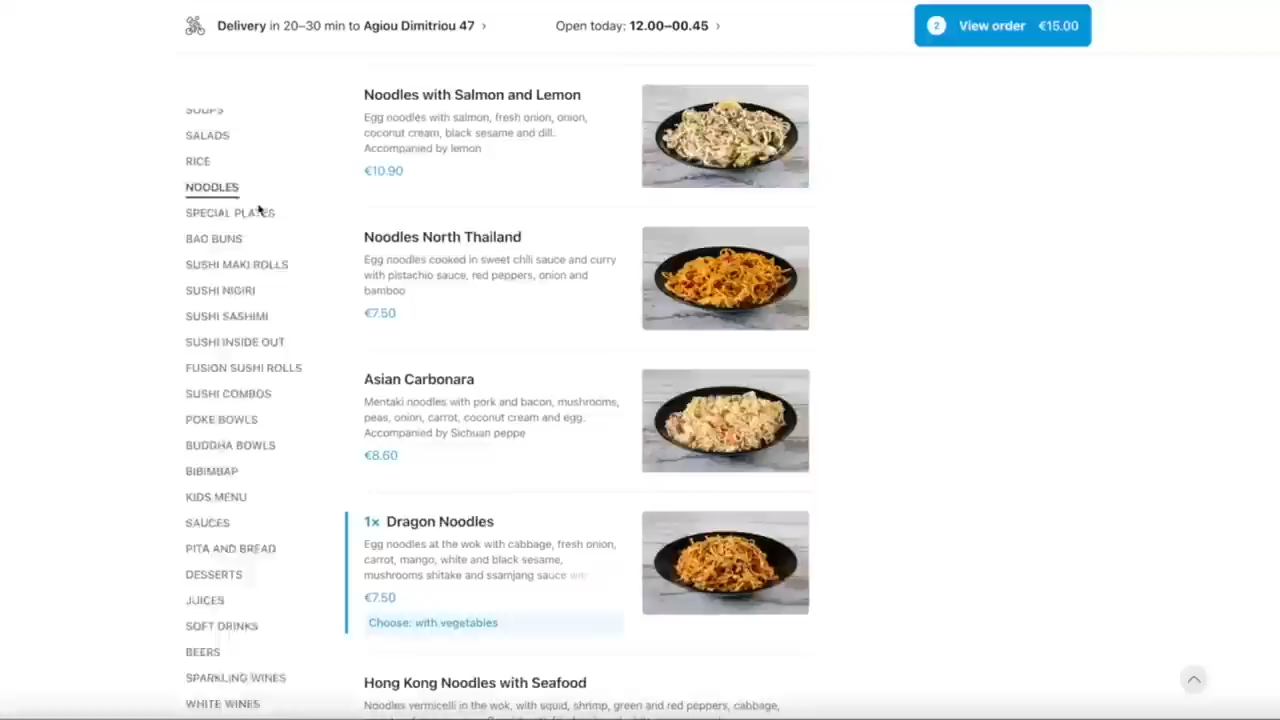 Delivery in 20–30 min to Agiou Dimitriou 47 ›
Open today: 12.00–00.45 ›
2 View order €15.00
SOUPS
SALADS
RICE
NOODLES
SPECIAL PLATES
BAO BUNS
SUSHI MAKI ROLLS
SUSHI NIGIRI
SUSHI SASHIMI
SUSHI INSIDE OUT
FUSION SUSHI ROLLS
SUSHI COMBOS
POKE BOWLS
BUDDHA BOWLS
BIBIMBAP
KIDS MENU
SAUCES
PITA AND BREAD
DESSERTS
JUICES
SOFT DRINKS
BEERS
SPARKLING WINES
WHITE WINES
Noodles with Salmon and Lemon
Egg noodles with salmon, fresh onion, onion,
coconut cream, black sesame and dill.
Accompanied by lemon
€10.90
Noodles North Thailand
Egg noodles cooked in sweet chili sauce and curry
with pistachio sauce, red peppers, onion and
bamboo
€7.50
Asian Carbonara
Mentaki noodles with pork and bacon, mushrooms,
peas, onion, carrot, coconut cream and egg.
Accompanied by Sichuan peppe
€8.60
1× Dragon Noodles
Egg noodles at the wok with cabbage, fresh onion,
carrot, mango, white and black sesame,
mushrooms shitake and ssamjang sauce
€7.50
Choose: with vegetables
Hong Kong Noodles with Seafood
Noodles vermicelli in the wok, with squid, shrimp, green and red peppers, cabbage,